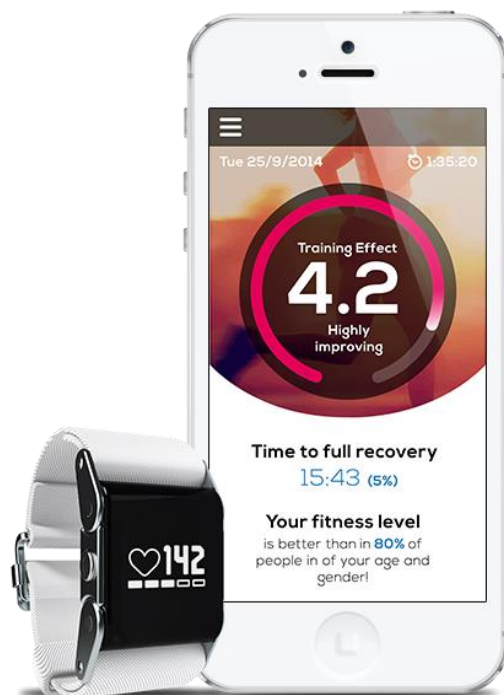 Tue 25/9/2014 1:35:20
Training Effect
4.2
Highly
improving
Time to full recovery
15:43 (5%)
Your fitness level
is better than in 80% of
people in of your age and
gender!
142